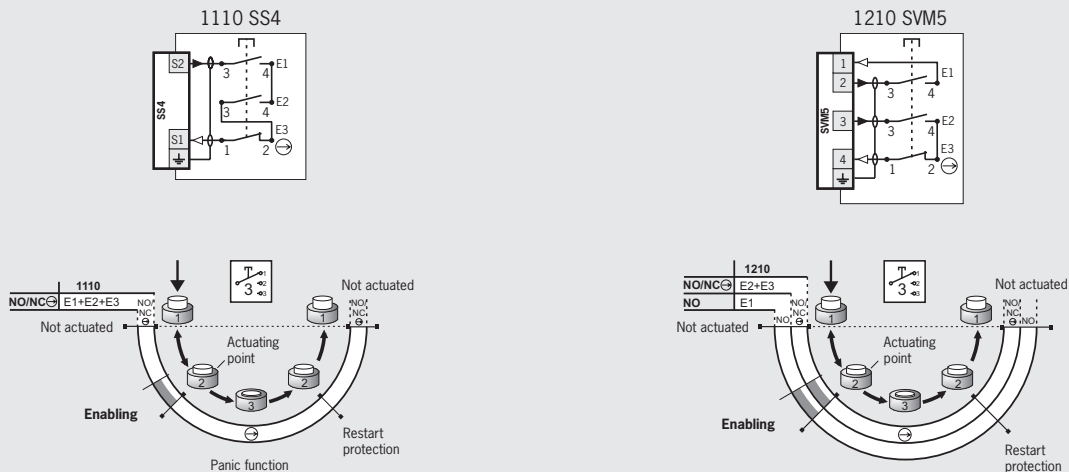 1110 SS4
S2
S1
SS4
3 4 E1
3 4 E2
E3
1 2
1210 SVM5
1
2
3
4
SVM5
E1
3 4
3 4 E2
E3
1 2
1110
NO/NC E1+E2+E3
NO/
NC
Not actuated
1
3
1
2
3
Not actuated
NO/
NC
1
Actuating
point
2
3
2
Enabling
Restart
protection
Panic function
1210
NO/NC E2+E3
NO E1
NO
NO/
NC
Not actuated
1
3
1
2
3
Not actuated
NO/
NC
NO
1
Actuating
point
2
3
2
Enabling
Restart
protection